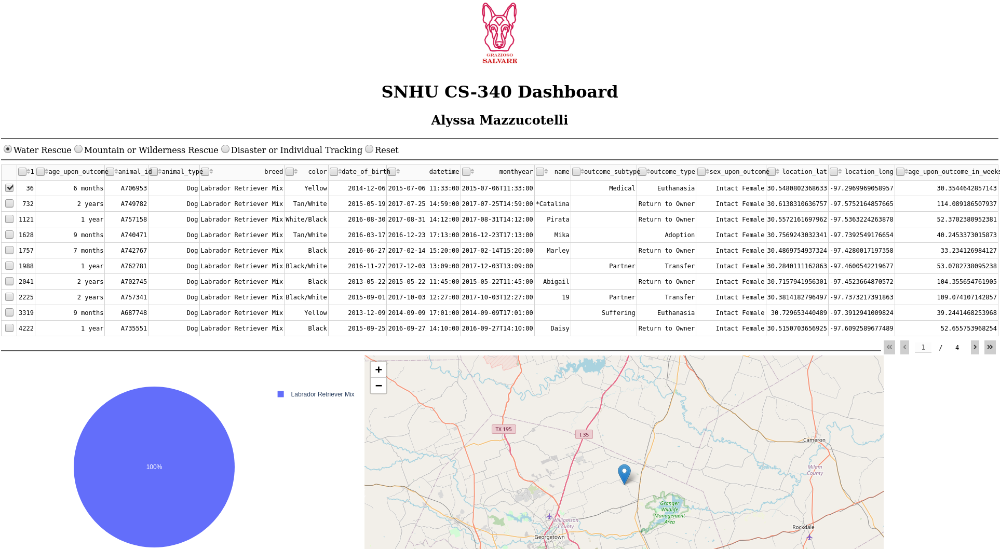 GRAZIOSO
SALVARE
SNHU CS-340 Dashboard
Alyssa Mazzucotelli
Water Rescue Mountain or Wilderness Rescue Disaster or Individual Tracking Reset
1 age_upon_outcome animal_id animal_type breed color date_of_birth datetime monthyear name outcome_subtype outcome_type sex_upon_outcome location_lat location_long age_upon_outcome_in_weeks
36 6 months A706953 Dog Labrador Retriever Mix Yellow 2014-12-06 2015-07-06 11:33:00 2015-07-06T11:33:00 Medical Euthanasia Intact Female 30.5480802368633 -97.2969969058957 30.3544642857143
732 2 years A749782 Dog Labrador Retriever Mix Tan/White 2015-05-19 2017-07-25 14:59:00 2017-07-25T14:59:00 *Catalina Return to Owner Intact Female 30.6138310636757 -97.5752164857665 114.089186507937
1121 1 year A757158 Dog Labrador Retriever Mix White/Black 2016-08-30 2017-08-31 14:12:00 2017-08-31T14:12:00 Pirata Return to Owner Intact Female 30.5572161697962 -97.5363224263878 52.3702380952381
1628 9 months A740471 Dog Labrador Retriever Mix Tan/White 2016-03-17 2016-12-23 17:13:00 2016-12-23T17:13:00 Mika Adoption Intact Female 30.7569243032341 -97.7392549176654 40.2453373015873
1757 7 months A742767 Dog Labrador Retriever Mix Black 2016-06-27 2017-02-14 15:20:00 2017-02-14T15:20:00 Marley Return to Owner Intact Female 30.4869754937324 -97.4280017197358 33.234126984127
1988 1 year A762781 Dog Labrador Retriever Mix Black/White 2016-11-27 2017-12-03 13:09:00 2017-12-03T13:09:00 Partner Transfer Intact Female 30.2840111162863 -97.4600542219677 53.0782738095238
2041 2 years A702745 Dog Labrador Retriever Mix Black 2013-05-22 2015-05-22 11:45:00 2015-05-22T11:45:00 Abigail Return to Owner Intact Female 30.7157941956301 -97.4523664870572 104.355654761905
2225 2 years A757341 Dog Labrador Retriever Mix Black/White 2015-09-01 2017-10-03 12:27:00 2017-10-03T12:27:00 19 Partner Transfer Intact Female 30.3814182796497 -97.7373217391863 109.074107142857
3319 9 months A687748 Dog Labrador Retriever Mix Yellow 2013-12-09 2014-09-09 17:01:00 2014-09-09T17:01:00 Suffering Euthanasia Intact Female 30.729653440489 -97.3912941009824 39.2441468253968
4222 1 year A735551 Dog Labrador Retriever Mix Black 2015-09-25 2016-09-27 14:10:00 2016-09-27T14:10:00 Daisy Return to Owner Intact Female 30.5150703656925 -97.6092589677489 52.655753968254
1 / 4
+
−
Labrador Retriever Mix
100%
TX 195
I 35
Cameron
Milam
County
Granger
Wildlife
Management
Area
Williamson
County
Georgetown
Rockdale